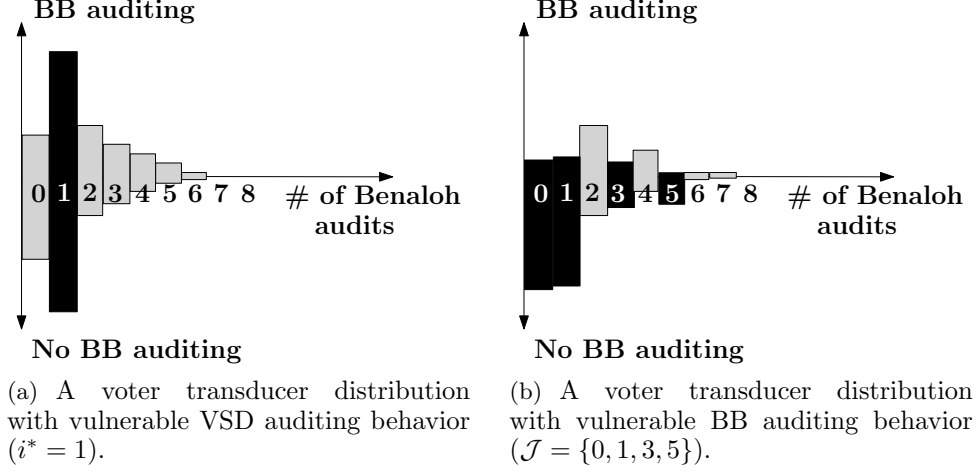 BB auditing
0 1 2 3 4 5 6 7 8 # of Benaloh
audits
No BB auditing
(a) A voter transducer distribution
with vulnerable VSD auditing behavior
(i* = 1).
BB auditing
0 1 2 3 4 5 6 7 8 # of Benaloh
audits
No BB auditing
(b) A voter transducer distribution
with vulnerable BB auditing behavior
(𝒥 = {0, 1, 3, 5}).